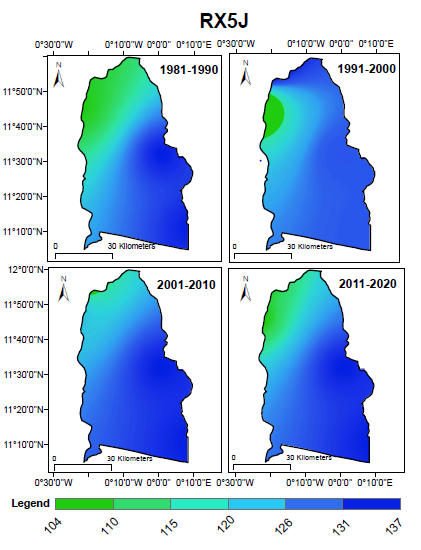 RX5J
0°30'0"W 0°10'0"W 0°0'0" 0°10'0"E 0°30'0"W 0°10'0"W 0°0'0" 0°10'0"E
N 1981-1990 N 1991-2000
11°50'0"N
11°40'0"N
11°30'0"N
11°20'0"N
11°10'0"N
0 30 Kilometers 0 30 Kilometers
12°0'0"N
N 2001-2010 N 2011-2020
11°50'0"N
11°40'0"N
11°30'0"N
11°20'0"N
11°10'0"N
0 30 Kilometers 0 30 Kilometers
0°30'0"W 0°10'0"W 0°0'0" 0°10'0"E 0°30'0"W 0°10'0"W 0°0'0" 0°10'0"E
Legend
104 110 115 120 126 131 137